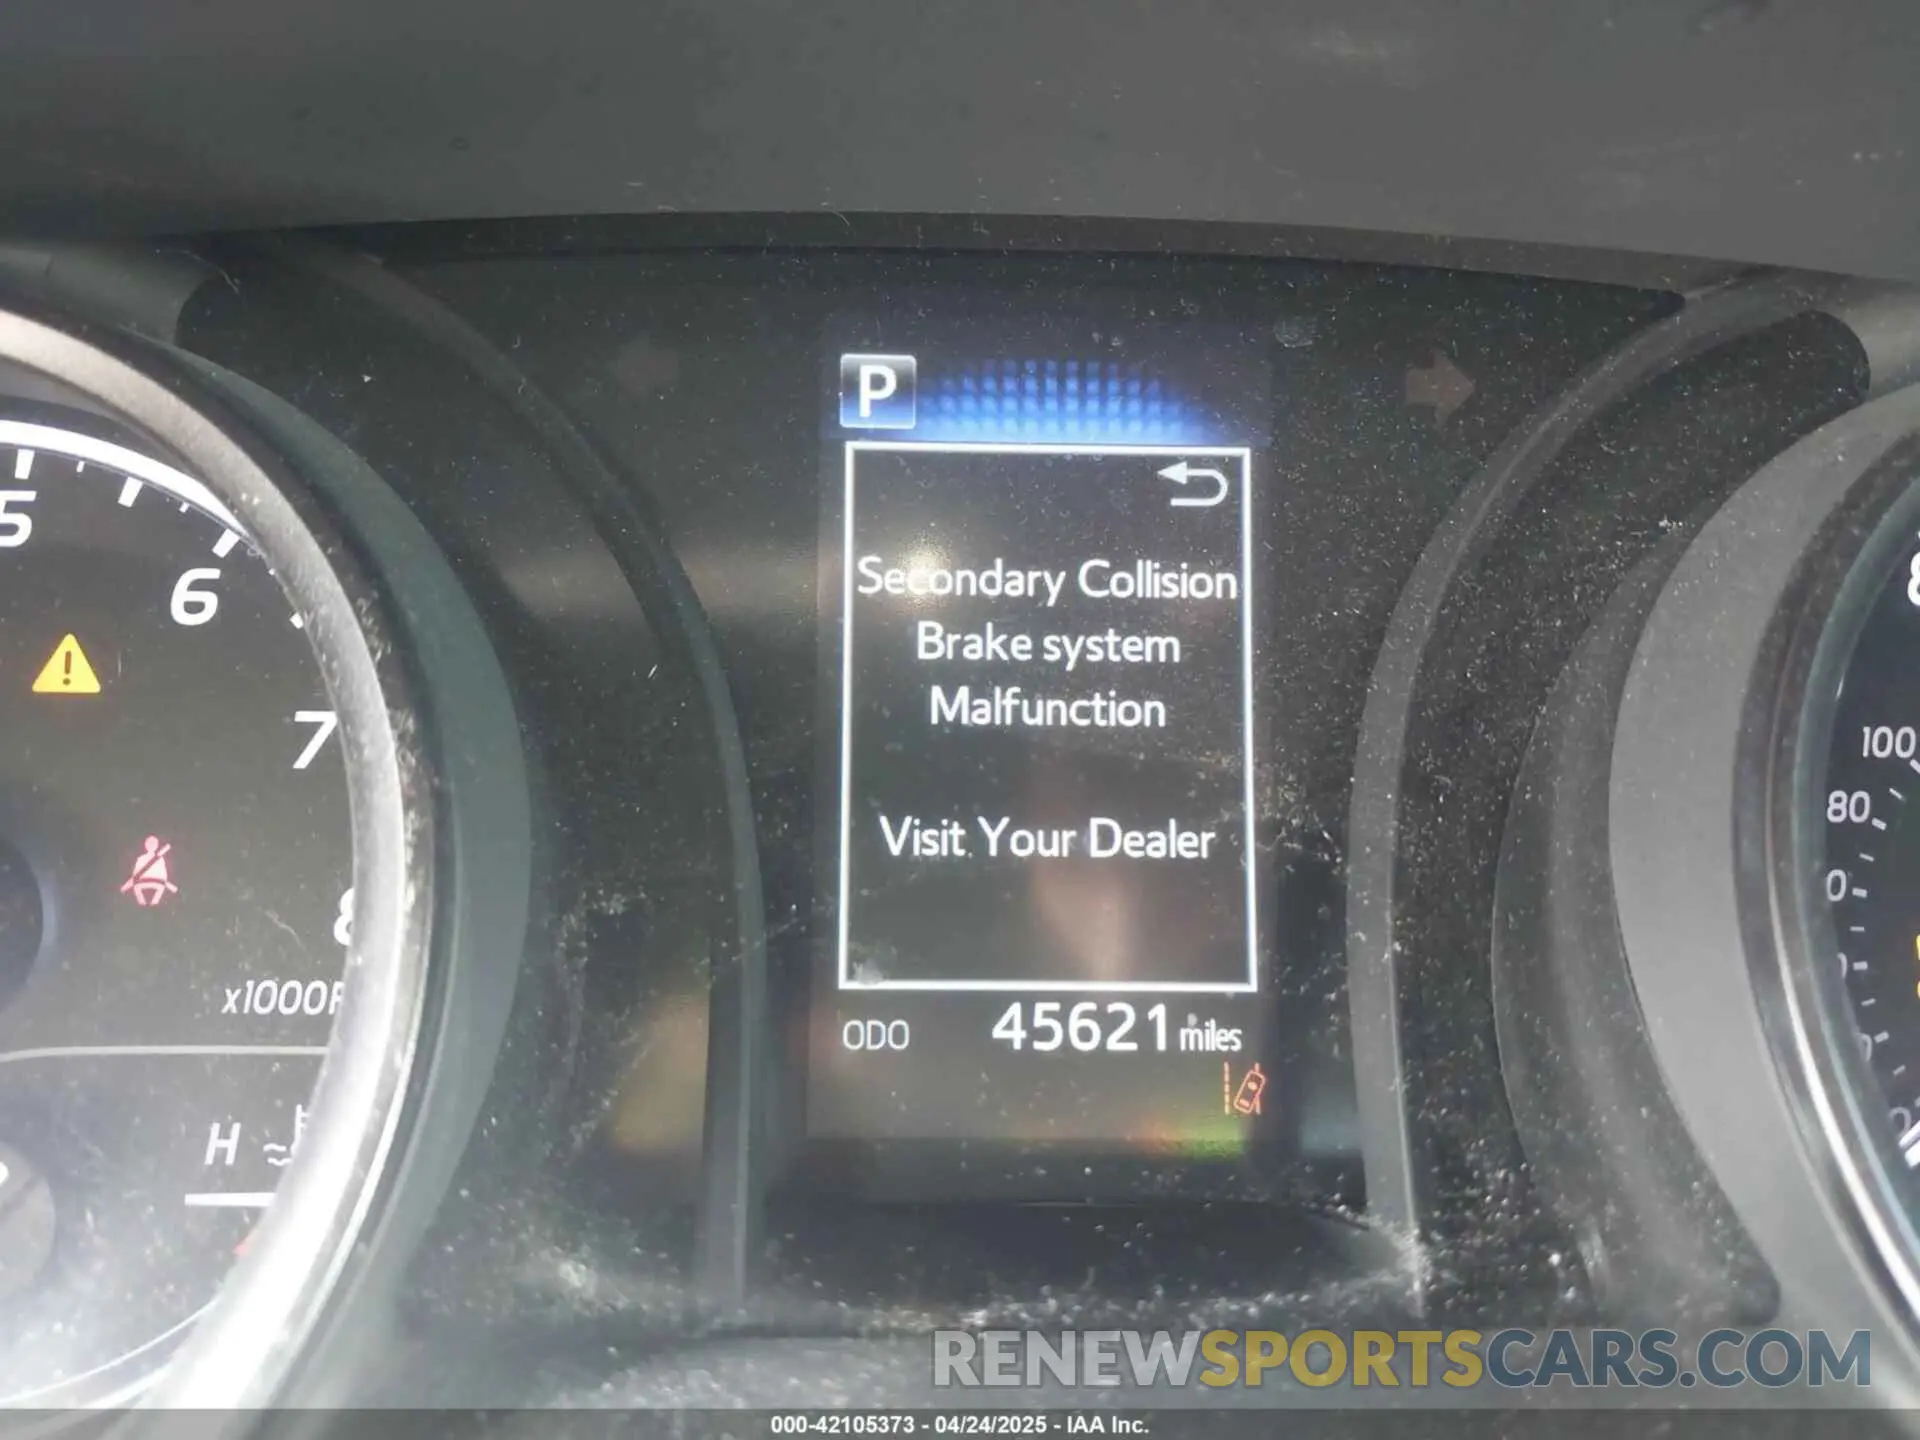 P
5
6
7
8
x1000
H
Secondary Collision
Brake system
Malfunction
Visit Your Dealer
ODO 45621 miles
100
80
RENEWSPORTSCARS.COM
000-42105373 - 04/24/2025 - IAA Inc.